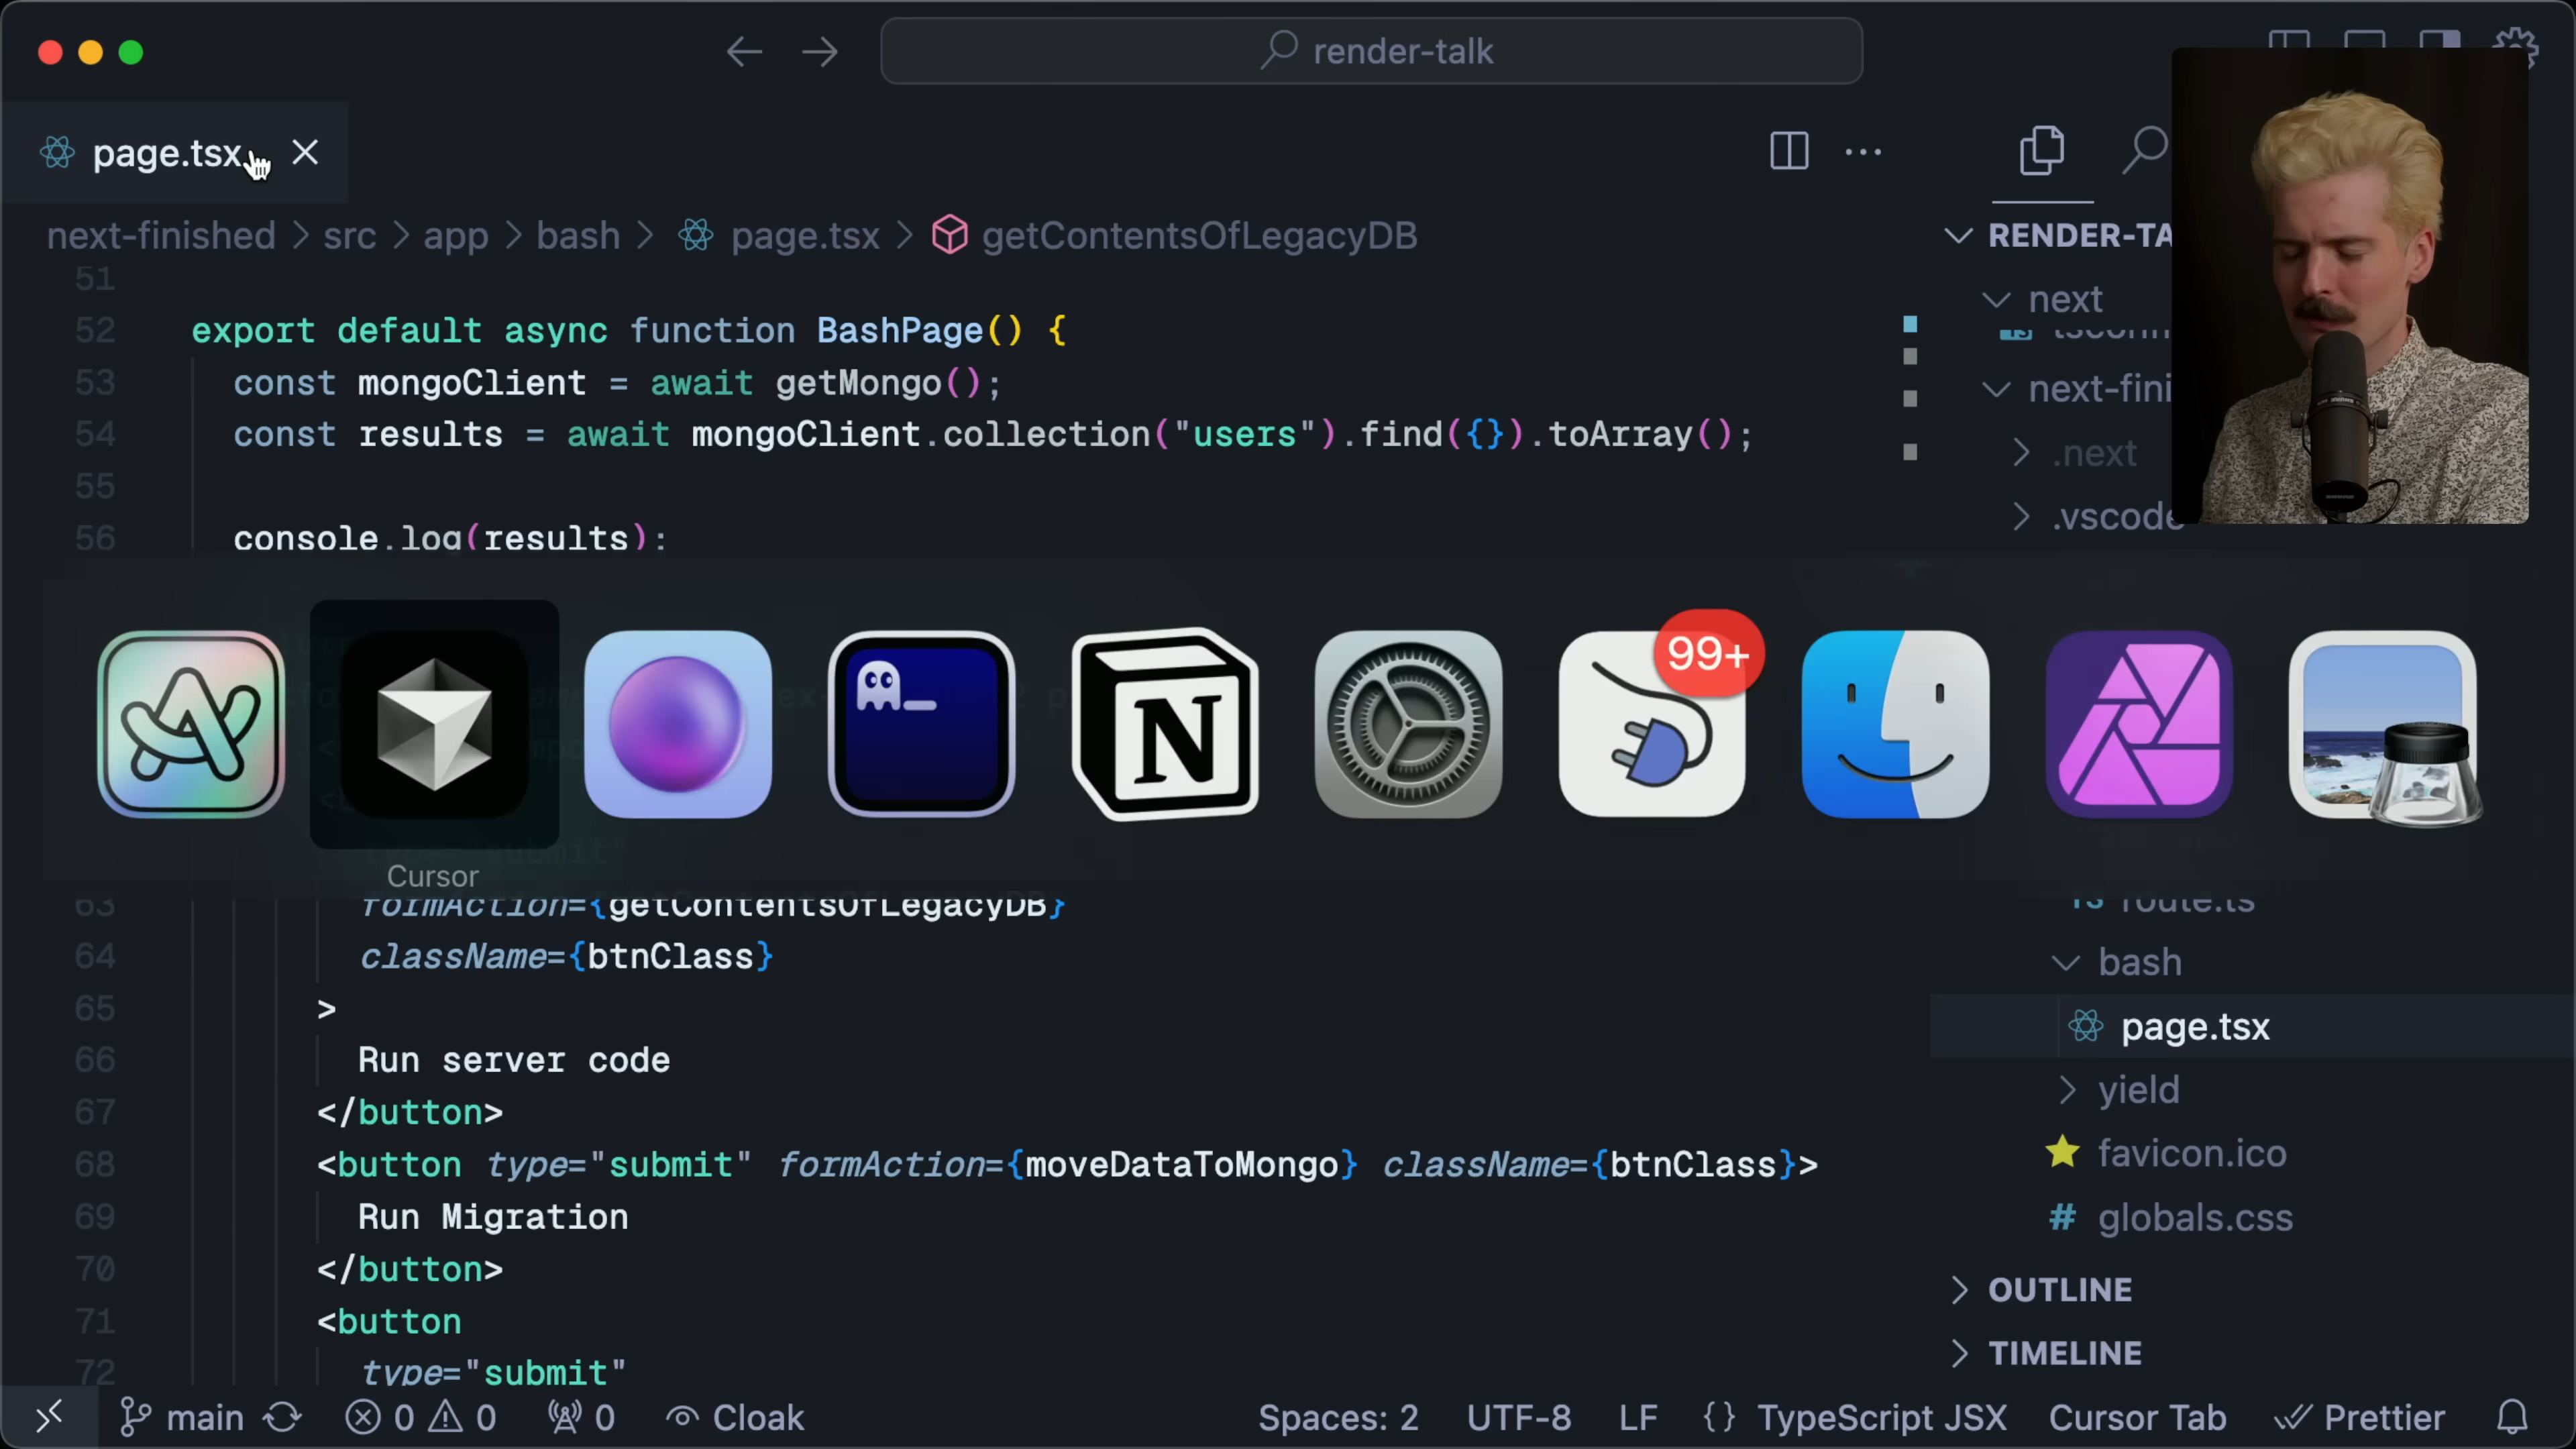 render-talk
page.tsx
next-finished > src > app > bash > page.tsx > getContentsOfLegacyDB
RENDER-TA
next
next-fini
.next
.vscode
51
52 export default async function BashPage() {
53 const mongoClient = await getMongo();
54 const results = await mongoClient.collection("users").find({}).toArray();
55
56 console.log(results);
99+
N
"submit"
Cursor
63 formAction={getContentsOfLegacyDB}
64 className={btnClass}
65 >
66 Run server code
67 </button>
68 <button type="submit" formAction={moveDataToMongo} className={btnClass}>
69 Run Migration
70 </button>
71 <button
72 type="submit"
TS route.ts
bash
page.tsx
yield
favicon.ico
# globals.css
OUTLINE
TIMELINE
main 0 0 0 Cloak Spaces: 2 UTF-8 LF {} TypeScript JSX Cursor Tab Prettier